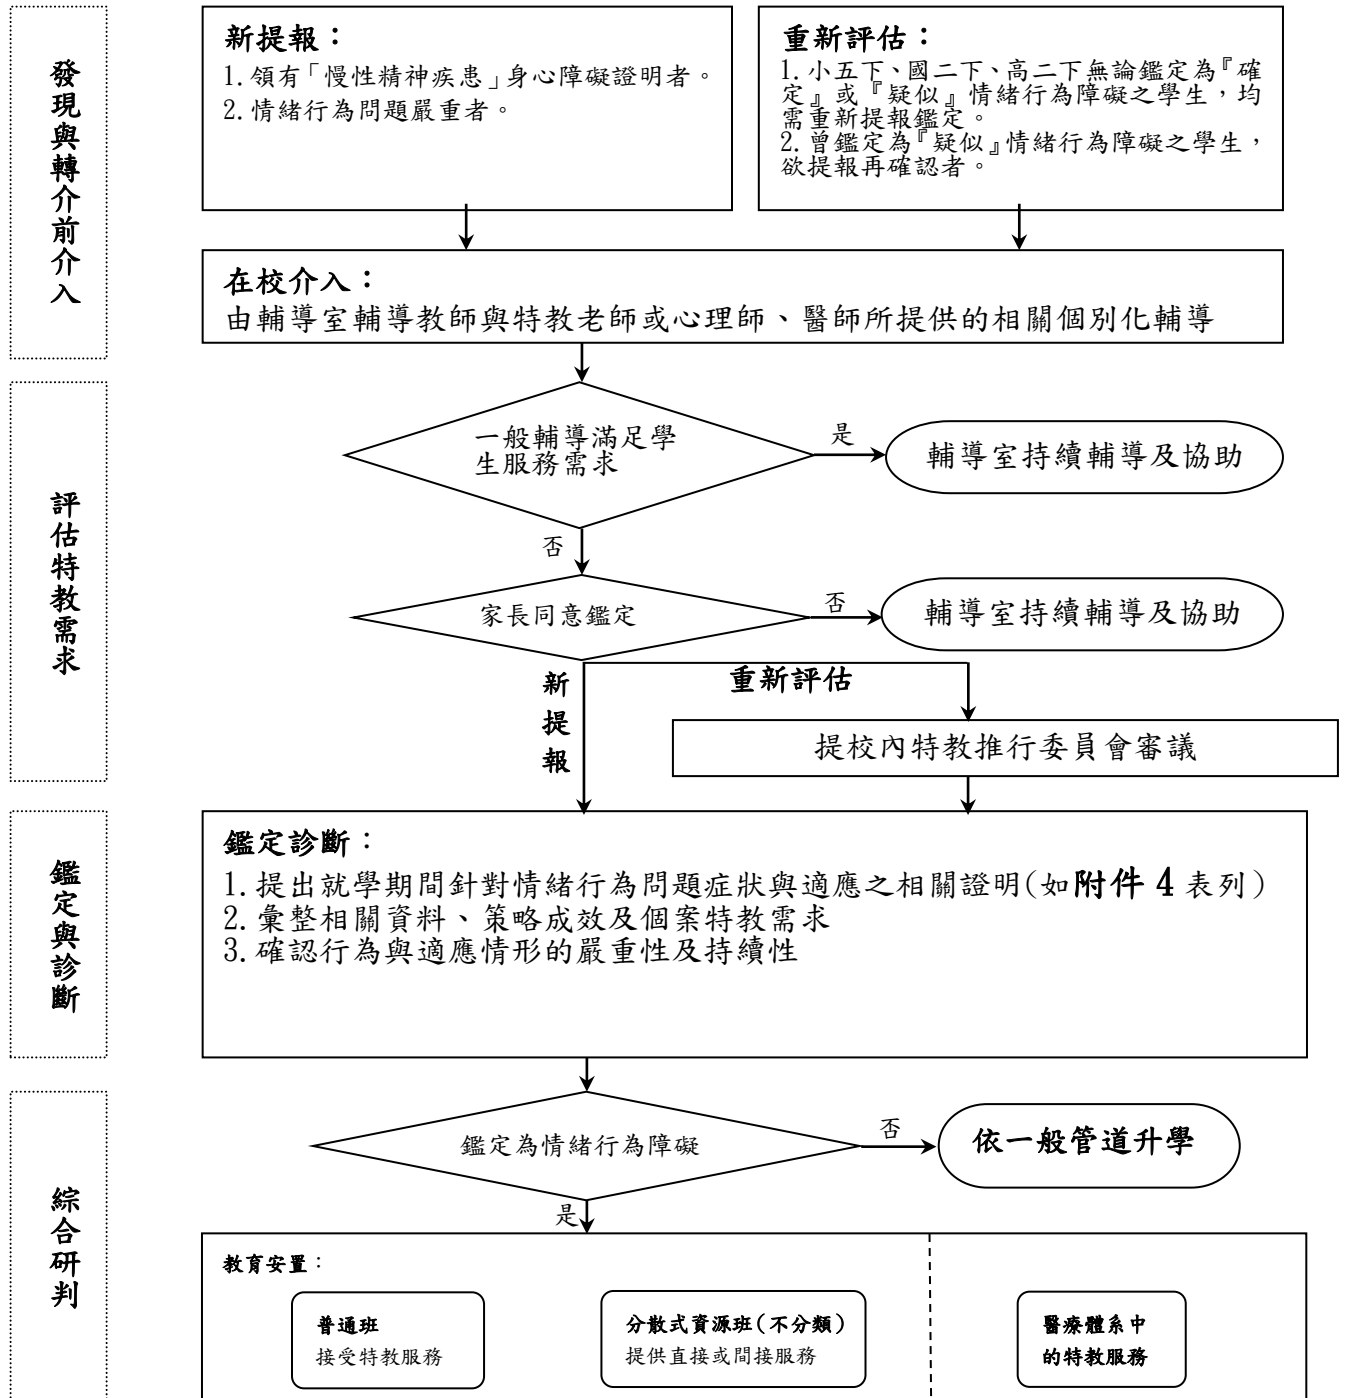 發現與轉介前介入
新提報：
1.領有「慢性精神疾患」身心障礙證明者。
2.情緒行為問題嚴重者。
重新評估：
1.小五下、國二下、高二下無論鑑定為『確
定』或『疑似』情緒行為障礙之學生，均
需重新提報鑑定。
2.曾鑑定為『疑似』情緒行為障礙之學生，
欲提報再確認者。
在校介入：
由輔導室輔導教師與特教老師或心理師、醫師所提供的相關個別化輔導
評估特教需求
一般輔導滿足學
生服務需求
是
輔導室持續輔導及協助
否
家長同意鑑定
否
輔導室持續輔導及協助
新提報
重新評估
提校內特教推行委員會審議
鑑定與診斷
鑑定診斷：
1.提出就學期間針對情緒行為問題症狀與適應之相關證明(如附件 4 表列)
2.彙整相關資料、策略成效及個案特教需求
3.確認行為與適應情形的嚴重性及持續性
綜合研判
鑑定為情緒行為障礙
否
依一般管道升學
是
教育安置：
普通班
接受特教服務
分散式資源班(不分類)
提供直接或間接服務
醫療體系中
的特教服務